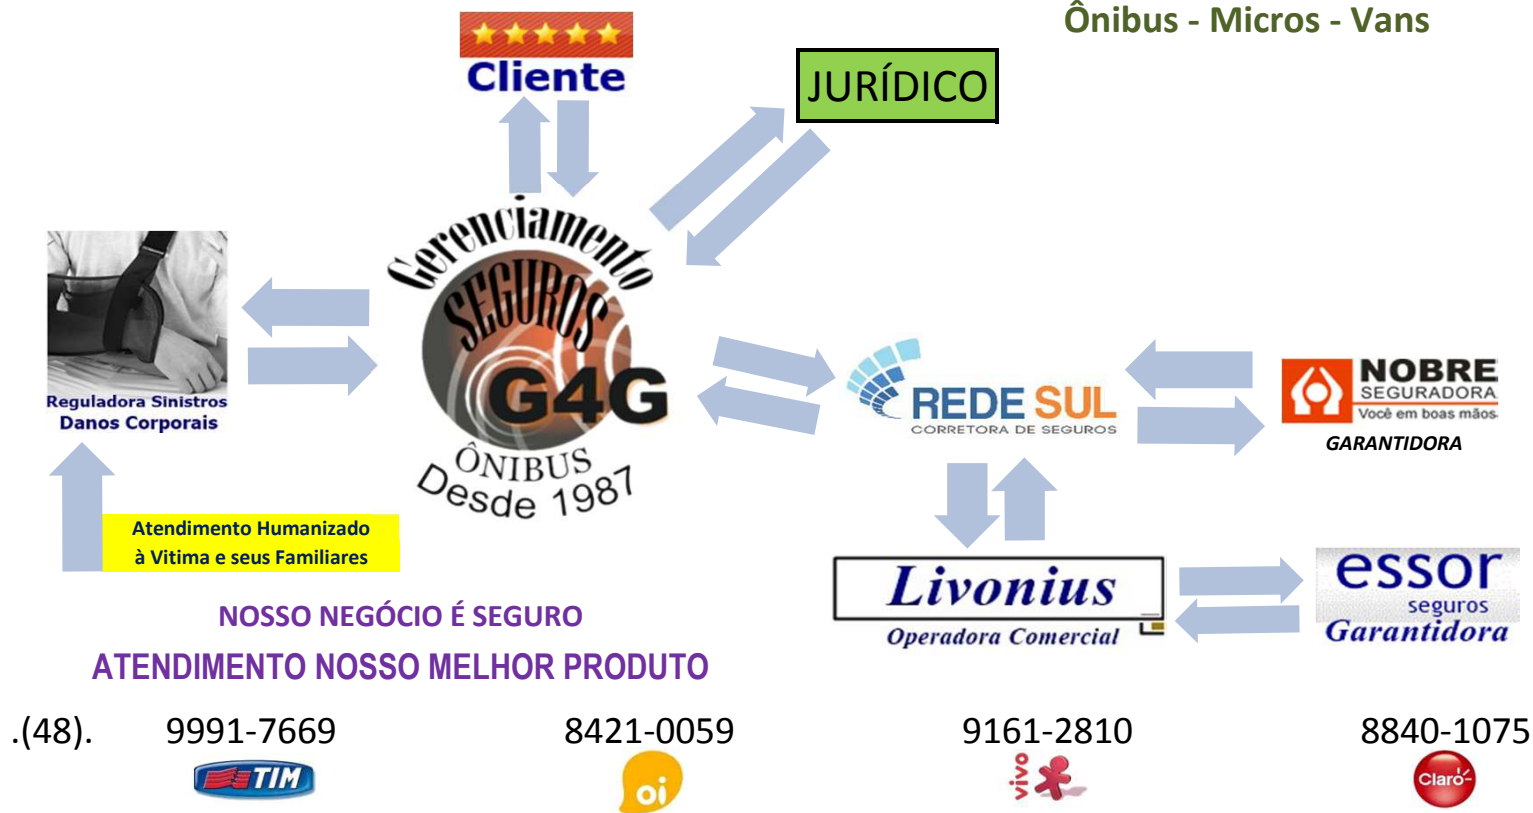 Ônibus - Micros - Vans
Cliente
JURÍDICO
Gerenciamento
SEGUROS
G4G
ÔNIBUS
Desde 1987
Reguladora Sinistros
Danos Corporais
REDE SUL
CORRETORA DE SEGUROS
NOBRE
SEGURADORA
Você em boas mãos
GARANTIDORA
Atendimento Humanizado
à Vitima e seus Familiares
Livonius
Operadora Comercial
essor
seguros
Garantidora
NOSSO NEGÓCIO É SEGURO
ATENDIMENTO NOSSO MELHOR PRODUTO
.(48). 9991-7669 8421-0059 9161-2810 8840-1075
TIM oi vivo Claro